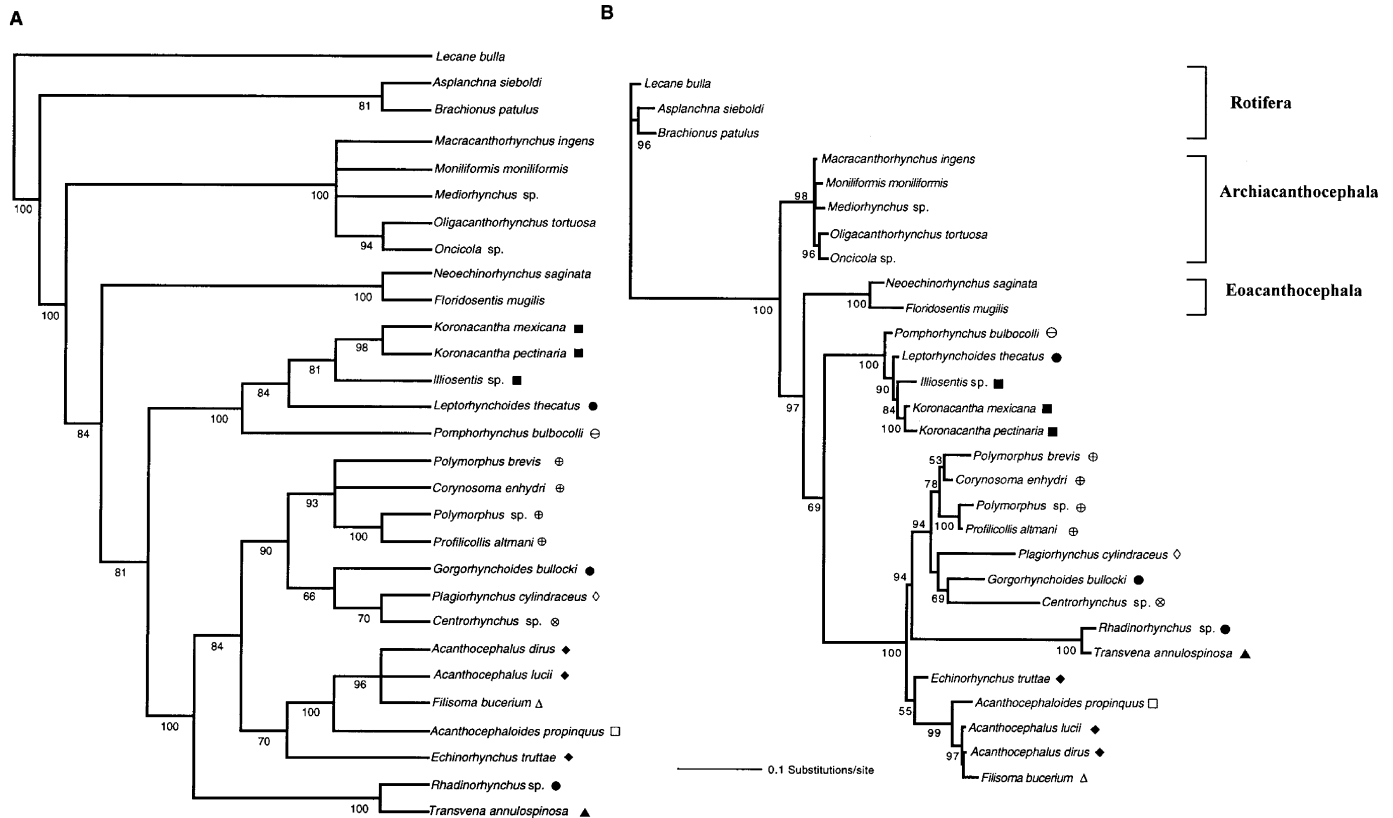 A
Lecane bulla
Asplanchna sieboldi
81
Brachionus patulus
Macracanthorhynchus ingens
Moniliformis moniliformis
100
Mediorhynchus sp.
100
Oligacanthorhynchus tortuosa
94
Oncicola sp.
Neoechinorhynchus saginata
100
Floridosentis mugilis
100
Koronacantha mexicana ■
98
Koronacantha pectinaria ■
81
Illiosentis sp. ■
84
Leptorhynchoides thecatus ●
100
Pomphorhynchus bulbocolli ⊖
84
Polymorphus brevis ⊕
Corynosoma enhydri ⊕
93
Polymorphus sp. ⊕
100
Profilicollis altmani ⊕
90
Gorgorhynchoides bullocki ●
81
66
Plagiorhynchus cylindraceus ◊
70
Centrorhynchus sp. ⊗
84
Acanthocephalus dirus ◆
Acanthocephalus lucii ◆
96
Filisoma bucerium Δ
100
Acanthocephaloides propinquus □
100
70
Echinorhynchus truttae ◆
Rhadinorhynchus sp. ●
100
Transvena annulospinosa ▲
B
Lecane bulla
Asplanchna sieboldi
Brachionus patulus
96
Macracanthorhynchus ingens
Moniliformis moniliformis
98
Mediorhynchus sp.
Oligacanthorhynchus tortuosa
96
Oncicola sp.
Neoechinorhynchus saginata
100
100
Floridosentis mugilis
Pomphorhynchus bulbocolli ⊖
Leptorhynchoides thecatus ●
100
Illiosentis sp. ■
90
97
84
Koronacantha mexicana ■
100
Koronacantha pectinaria ■
Polymorphus brevis ⊕
53
Corynosoma enhydri ⊕
78
69
Polymorphus sp. ⊕
94
100
Profilicollis altmani ⊕
Plagiorhynchus cylindraceus ◊
94
Gorgorhynchoides bullocki ●
69
Centrorhynchus sp. ⊗
Rhadinorhynchus sp. ●
100
100
Transvena annulospinosa ▲
Echinorhynchus truttae ◆
Acanthocephaloides propinquus □
55
99
Acanthocephalus lucii ◆
97
Acanthocephalus dirus ◆
Filisoma bucerium Δ
0.1 Substitutions/site
Rotifera
Archiacanthocephala
Eoacanthocephala